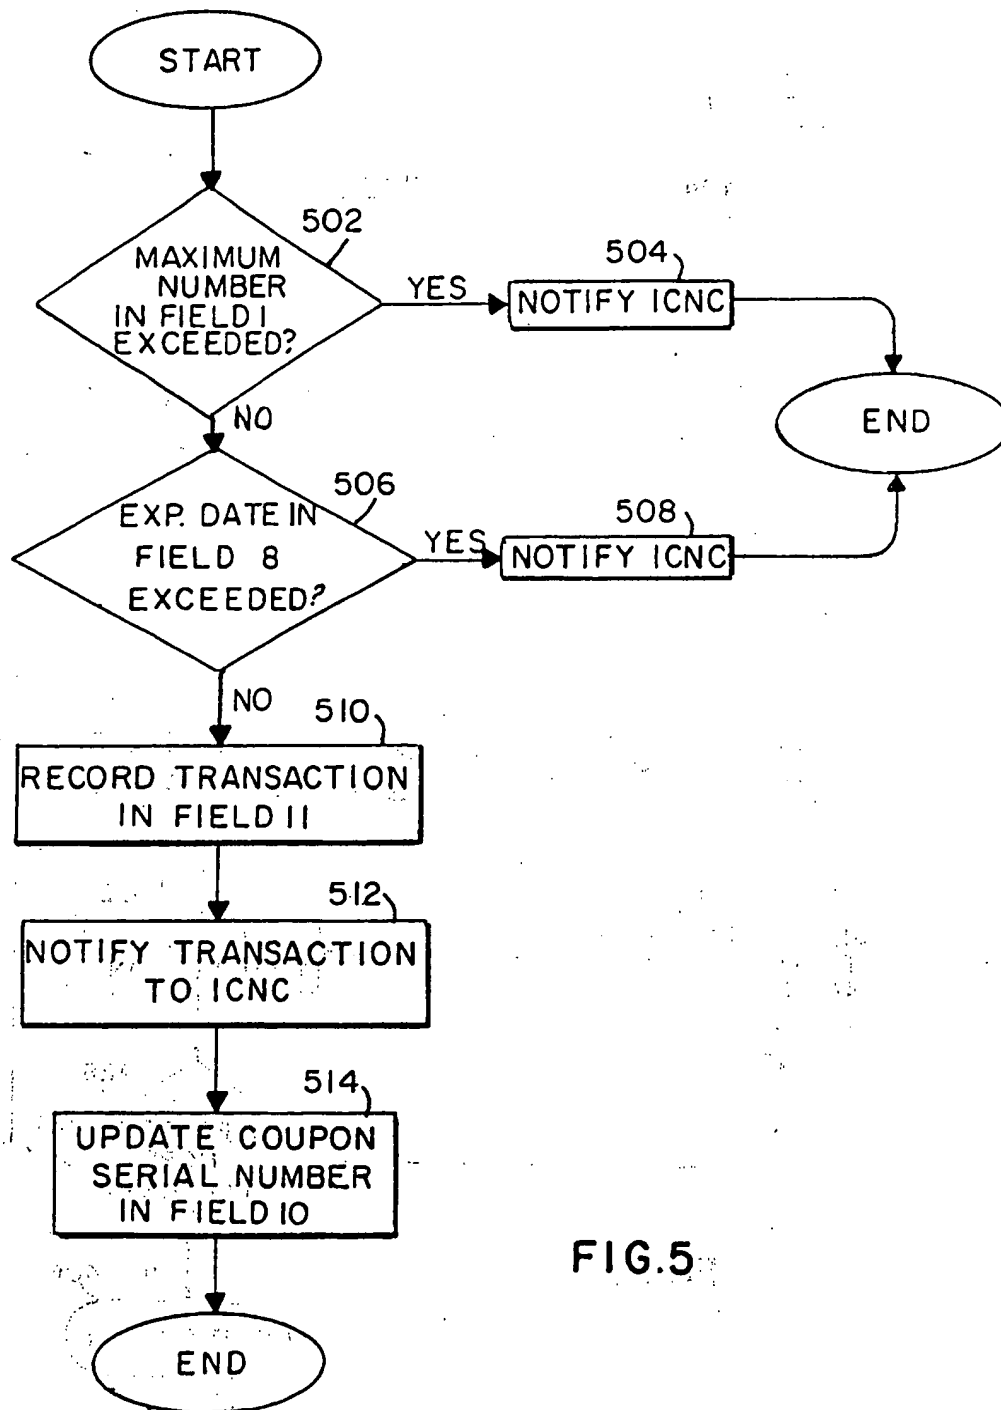 START
502
MAXIMUM
NUMBER
IN FIELD 1
EXCEEDED?
YES
504
NOTIFY ICNC
END
NO
506
EXP. DATE IN
FIELD 8
EXCEEDED?
YES
508
NOTIFY ICNC
NO
510
RECORD TRANSACTION
IN FIELD 11
512
NOTIFY TRANSACTION
TO ICNC
514
UPDATE COUPON
SERIAL NUMBER
IN FIELD 10
END
FIG.5